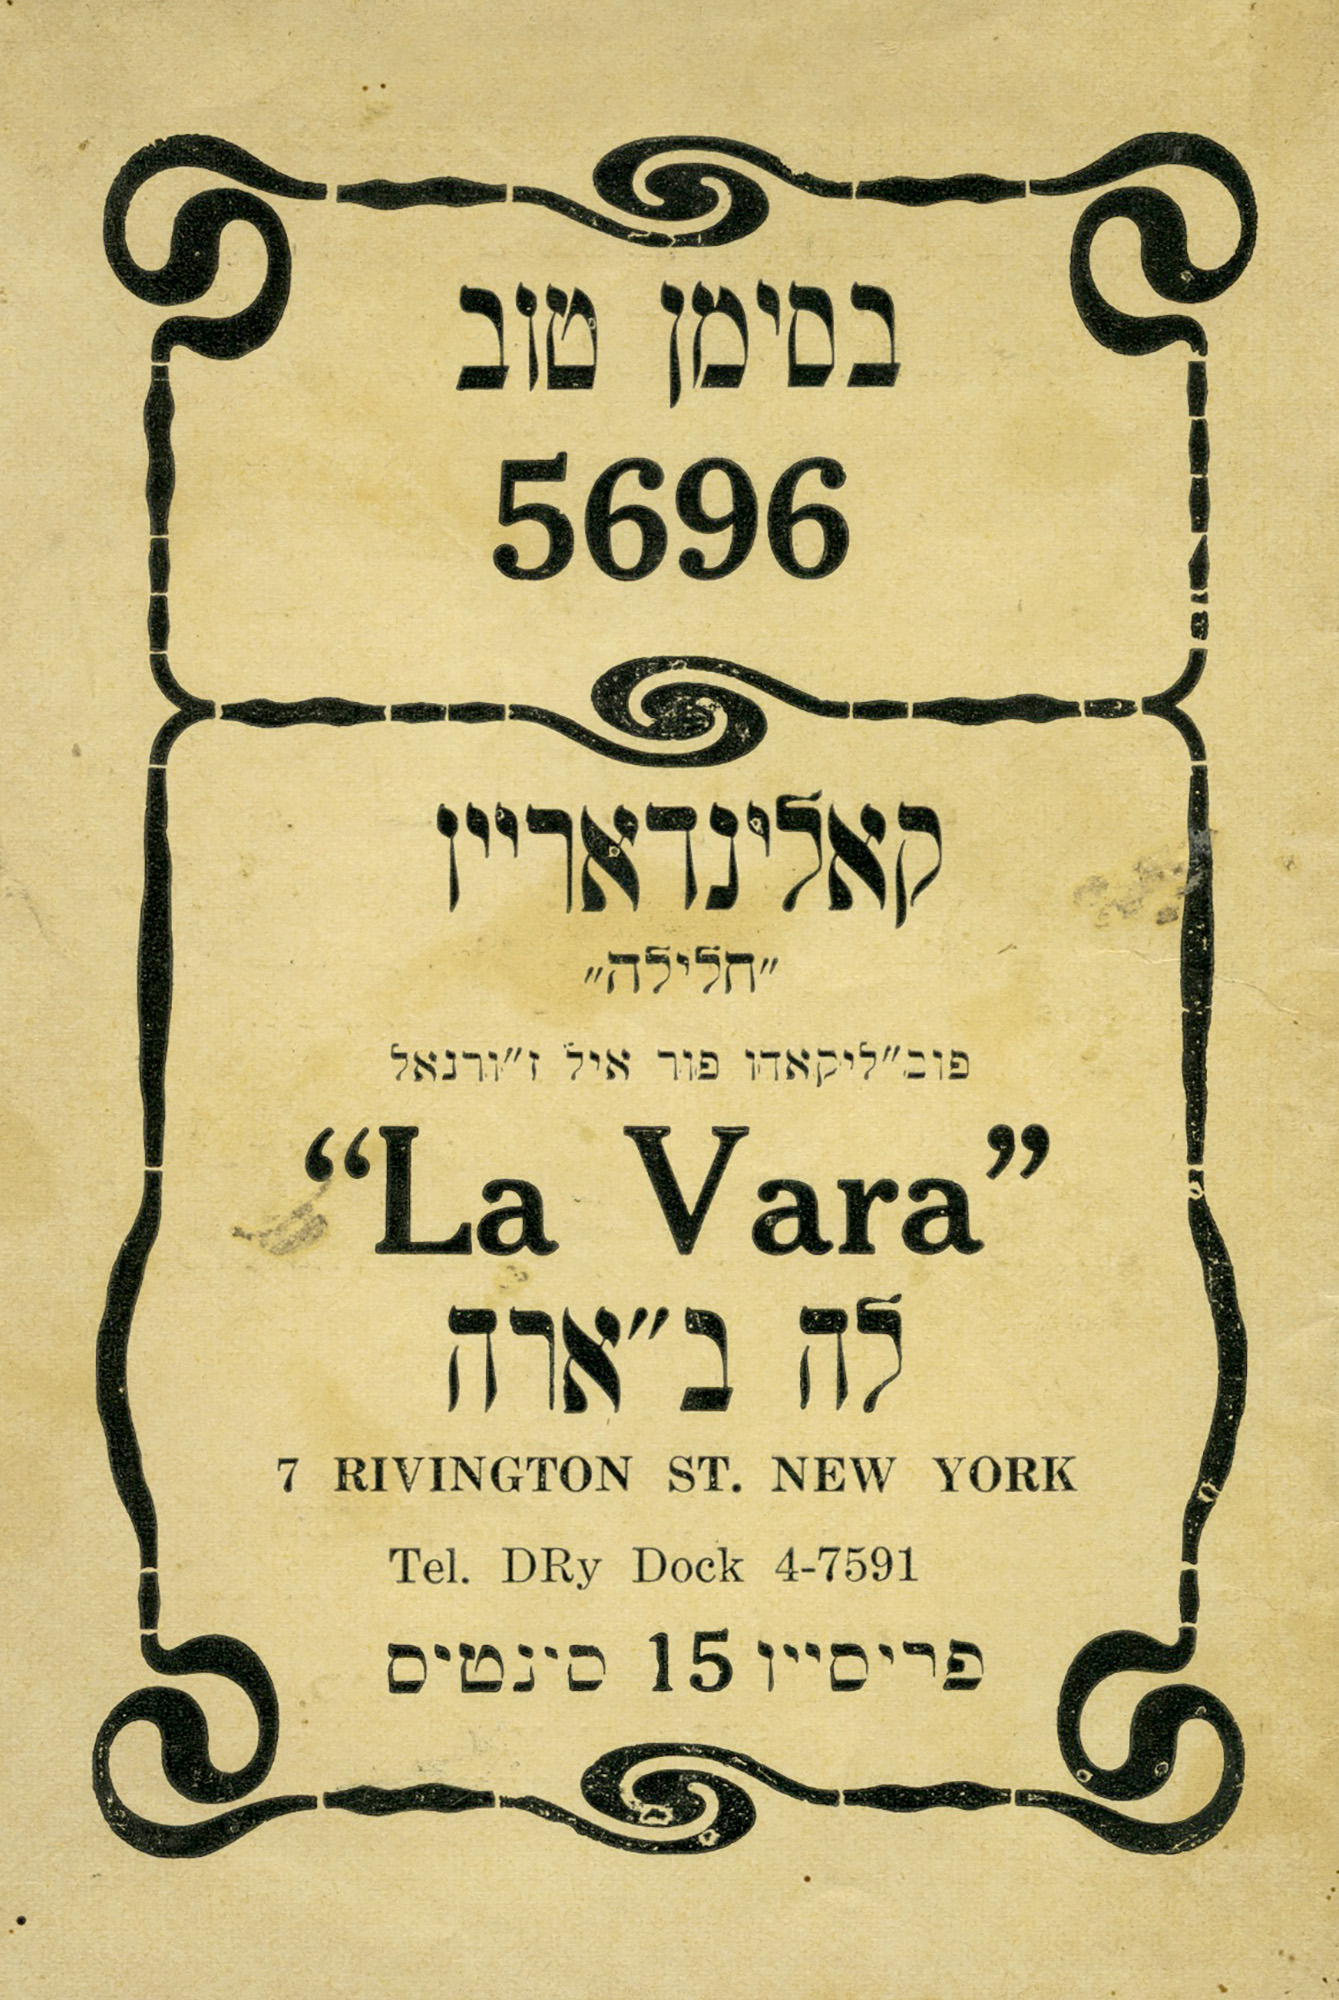 בסימן טוב
5696
קאלינדאריין
״חלילה״
פוב״ליקאדו פור איל ז״ורנאל
“La Vara”
לה ב״ארה
7 RIVINGTON ST. NEW YORK
Tel. DRy Dock 4-7591
פריסיין 15 סינטיס